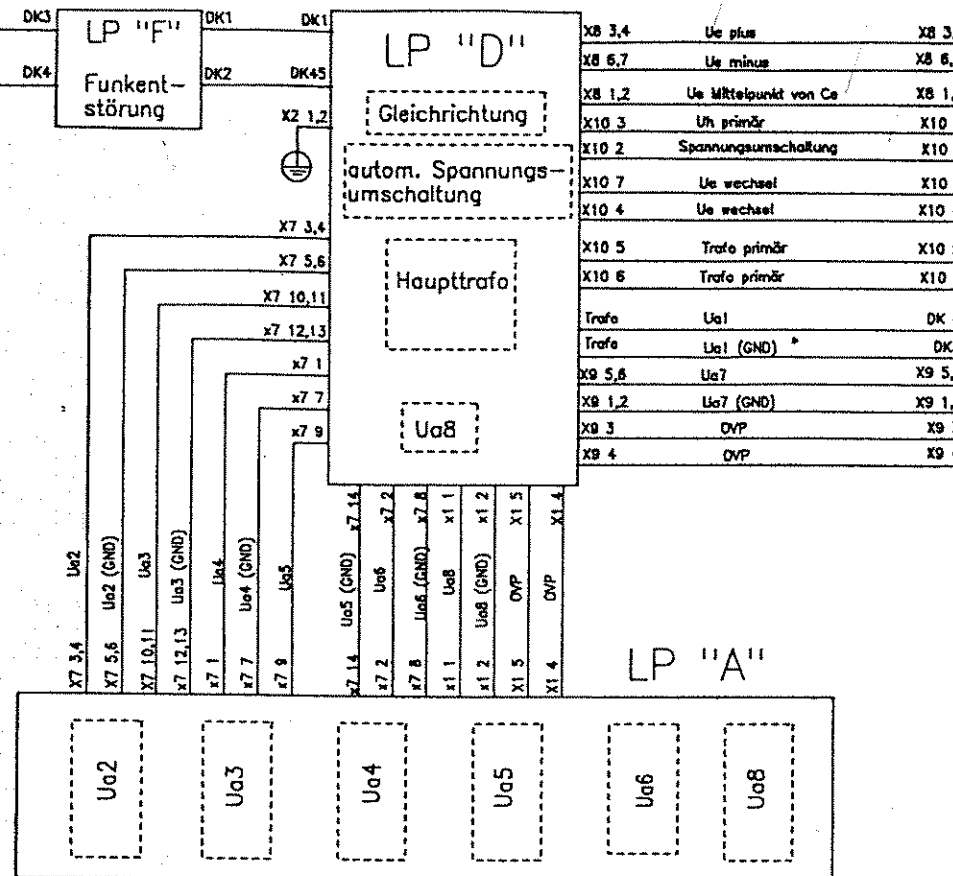 DK3
LP "F"
DK1
DK1
DK4
Funkent-
störung
DK2
DK45
X2 1,2
LP "D"
Gleichrichtung
autom. Spannungs-
umschaltung
Haupttrafo
Ua8
X8 3,4 Ue plus X8 3,
X8 6,7 Ue minus X8 6,
X8 1,2 Ue Mittelpunkt von Ce X8 1,
X10 3 Uh primär X10
X10 2 Spannungsumschaltung X10
X10 7 Ue wechsel X10
X10 4 Ue wechsel X10
X10 5 Trafo primär X10
X10 6 Trafo primär X10
Trafo Ua1 DK
Trafo Ua1 (GND) DK
X9 5,6 Ua7 X9 5,
X9 1,2 Ua7 (GND) X9 1,
X9 3 OVP X9
X9 4 OVP X9
X7 3,4
X7 5,6
X7 10,11
x7 12,13
x7 1
x7 7
x7 9
x7 14
x7 2
x7 8
x1 1
x1 2
X1 5
X1 4
Ua2
Ua2 (GND)
Ua3
Ua3 (GND)
Ua4
Ua4 (GND)
Ua5
Ua5 (GND)
Ua6
Ua6 (GND)
Ua8
Ua8 (GND)
OVP
OVP
X7 3,4
X7 5,6
X7 10,11
x7 12,13
x7 1
x7 7
x7 9
x7 14
x7 2
x7 8
x1 1
x1 2
X1 5
X1 4
LP "A"
Ua2
Ua3
Ua4
Ua5
Ua6
Ua8